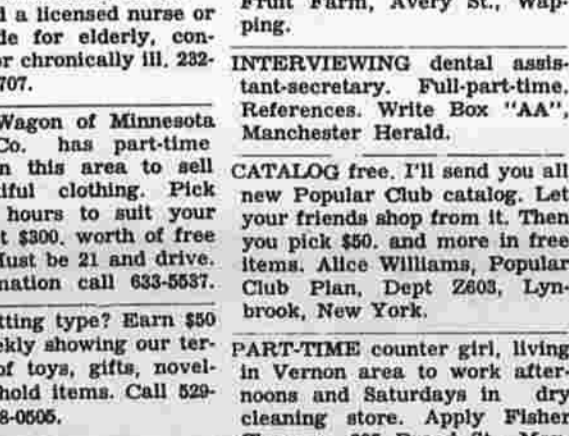 d a licensed nurse or
de for elderly, con-
or chronically ill. 232-
707.
Wagon of Minnesota
Co. has part-time
n this area to sell
tiful clothing. Pick
hours to suit your
t $300. worth of free
Must be 21 and drive.
mation call 633-5537.
tting type? Earn $50
ekly showing our ter-
of toys, gifts, novel-
hold items. Call 529-
8-0505.
Fruit Farm, Avery St., Wap-
ping.
INTERVIEWING dental assis-
tant-secretary. Full-part-time.
References. Write Box "AA",
Manchester Herald.
CATALOG free. I'll send you all
new Popular Club catalog. Let
your friends shop from it. Then
you pick $50. and more in free
items. Alice Williams, Popular
Club Plan, Dept Z603, Lyn-
brook, New York.
PART-TIME counter girl, living
in Vernon area to work after-
noons and Saturdays in dry
cleaning store. Apply Fisher